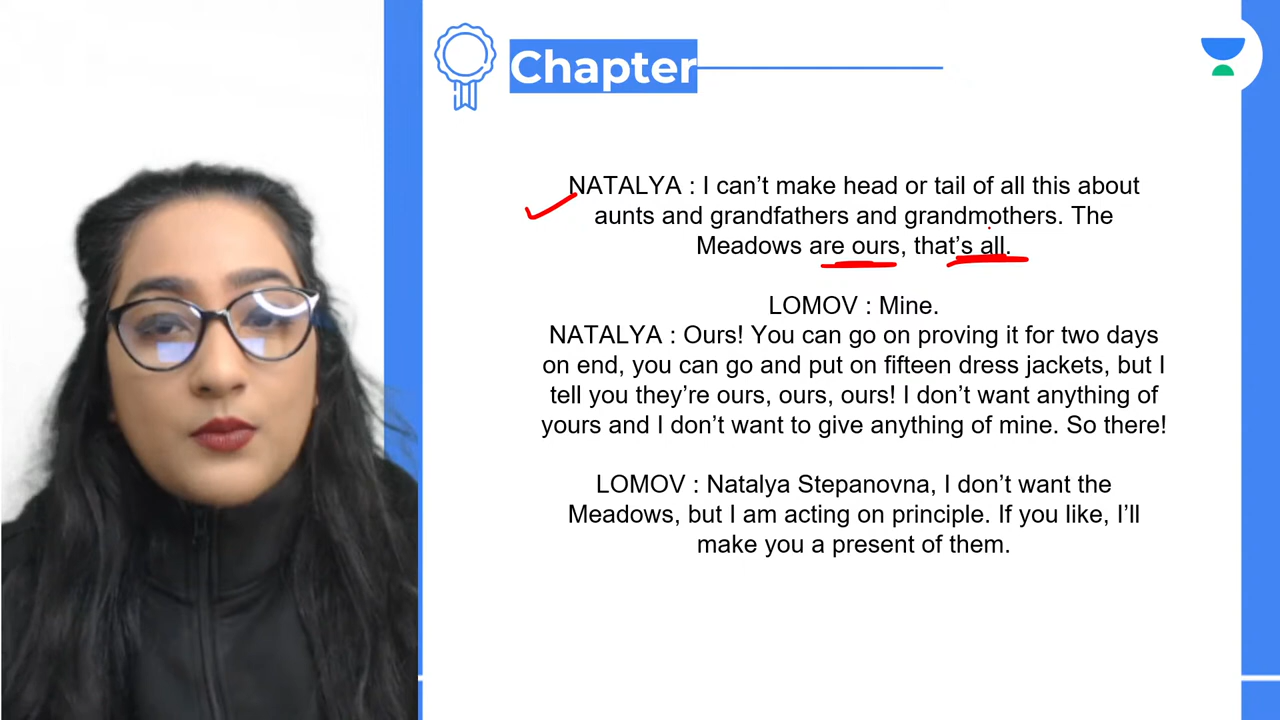 Chapter
NATALYA : I can’t make head or tail of all this about
aunts and grandfathers and grandmothers. The
Meadows are ours, that’s all.
LOMOV : Mine.
NATALYA : Ours! You can go on proving it for two days
on end, you can go and put on fifteen dress jackets, but I
tell you they’re ours, ours, ours! I don’t want anything of
yours and I don’t want to give anything of mine. So there!
LOMOV : Natalya Stepanovna, I don’t want the
Meadows, but I am acting on principle. If you like, I’ll
make you a present of them.